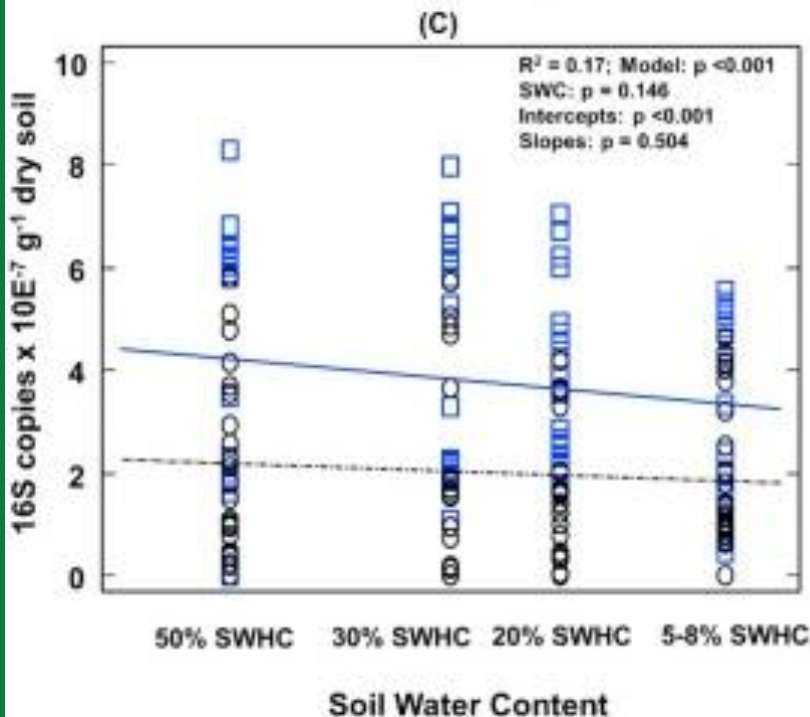 (C)
R² = 0.17; Model: p <0.001
SWC: p = 0.146
Intercepts: p <0.001
Slopes: p = 0.504
16S copies x 10E⁻⁷ g⁻¹ dry soil
10
8
6
4
2
0
50% SWHC 30% SWHC 20% SWHC 5-8% SWHC
Soil Water Content